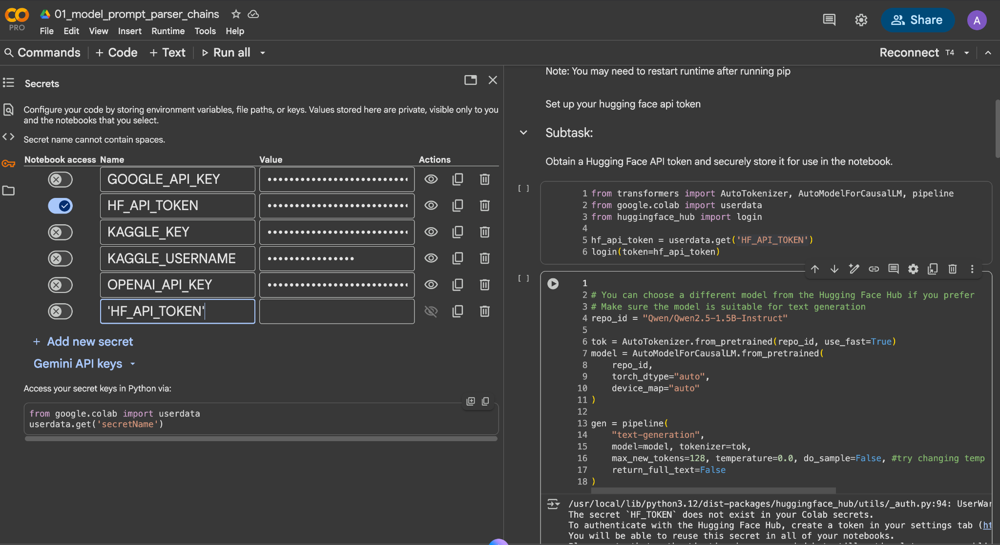 01_model_prompt_parser_chains
PRO
File Edit View Insert Runtime Tools Help
Share
A
Commands + Code + Text Run all
Reconnect T4
Secrets
Configure your code by storing environment variables, file paths, or keys. Values stored here are private, visible only to you
and the notebooks that you select.
Secret name cannot contain spaces.
Notebook access Name Value Actions
GOOGLE_API_KEY ••••••••••••••••••••••••••
HF_API_TOKEN ••••••••••••••••••••••••••
KAGGLE_KEY ••••••••••••••••••••••••••
KAGGLE_USERNAME ••••••••••••••••
OPENAI_API_KEY ••••••••••••••••••••••••••
'HF_API_TOKEN'
+ Add new secret
Gemini API keys
Access your secret keys in Python via:
from google.colab import userdata
userdata.get('secretName')
Note: You may need to restart runtime after running pip
Set up your hugging face api token
Subtask:
Obtain a Hugging Face API token and securely store it for use in the notebook.
[ ]
1 from transformers import AutoTokenizer, AutoModelForCausalLM, pipeline
2 from google.colab import userdata
3 from huggingface_hub import login
4
5 hf_api_token = userdata.get('HF_API_TOKEN')
6 login(token=hf_api_token)
[ ]
1
2 # You can choose a different model from the Hugging Face Hub if you prefer
3 # Make sure the model is suitable for text generation
4 repo_id = "Qwen/Qwen2.5-1.5B-Instruct"
5
6 tok = AutoTokenizer.from_pretrained(repo_id, use_fast=True)
7 model = AutoModelForCausalLM.from_pretrained(
8 repo_id,
9 torch_dtype="auto",
10 device_map="auto"
11 )
12
13 gen = pipeline(
14 "text-generation",
15 model=model, tokenizer=tok,
16 max_new_tokens=128, temperature=0.0, do_sample=False, #try changing temp
17 return_full_text=False
18 )
/usr/local/lib/python3.12/dist-packages/huggingface_hub/utils/_auth.py:94: UserWar
The secret `HF_TOKEN` does not exist in your Colab secrets.
To authenticate with the Hugging Face Hub, create a token in your settings tab (ht
You will be able to reuse this secret in all of your notebooks.